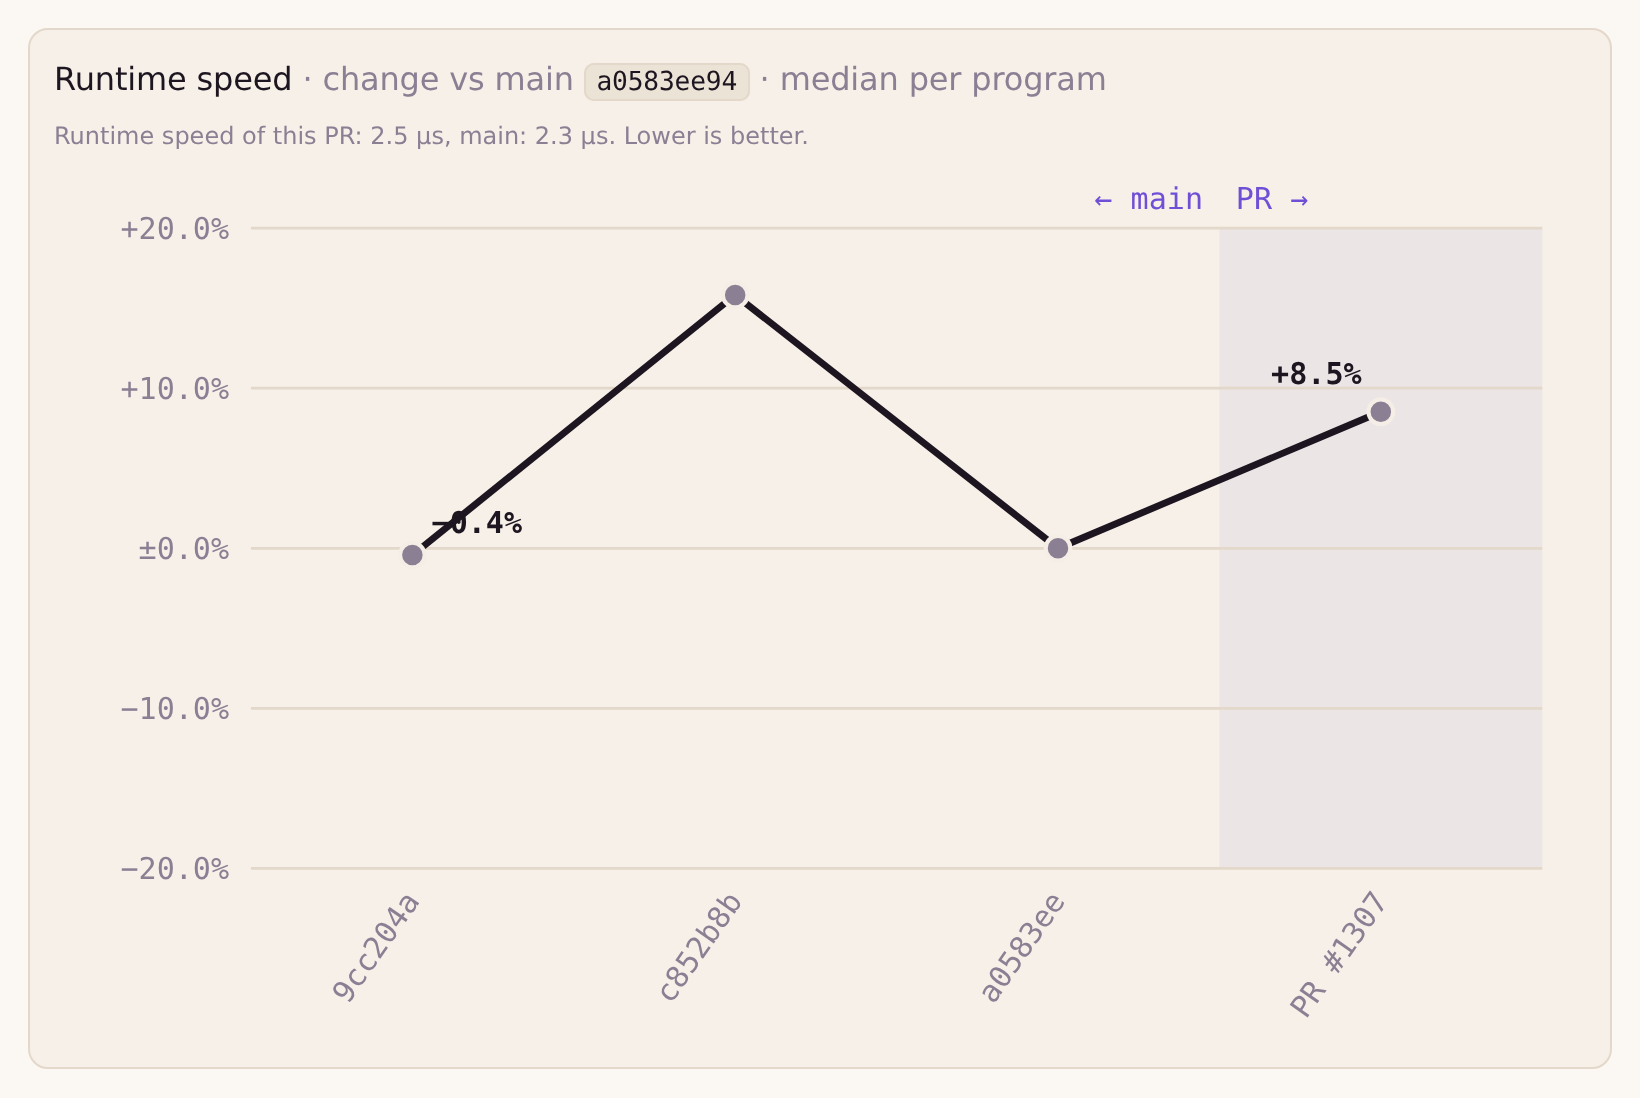 Runtime speed · change vs main a0583ee94 · median per program
Runtime speed of this PR: 2.5 µs, main: 2.3 µs. Lower is better.
← main PR →
+20.0%
+10.0%
±0.0%
−10.0%
−20.0%
−0.4%
+8.5%
9cc204a
c852b8b
a0583ee
PR #1307